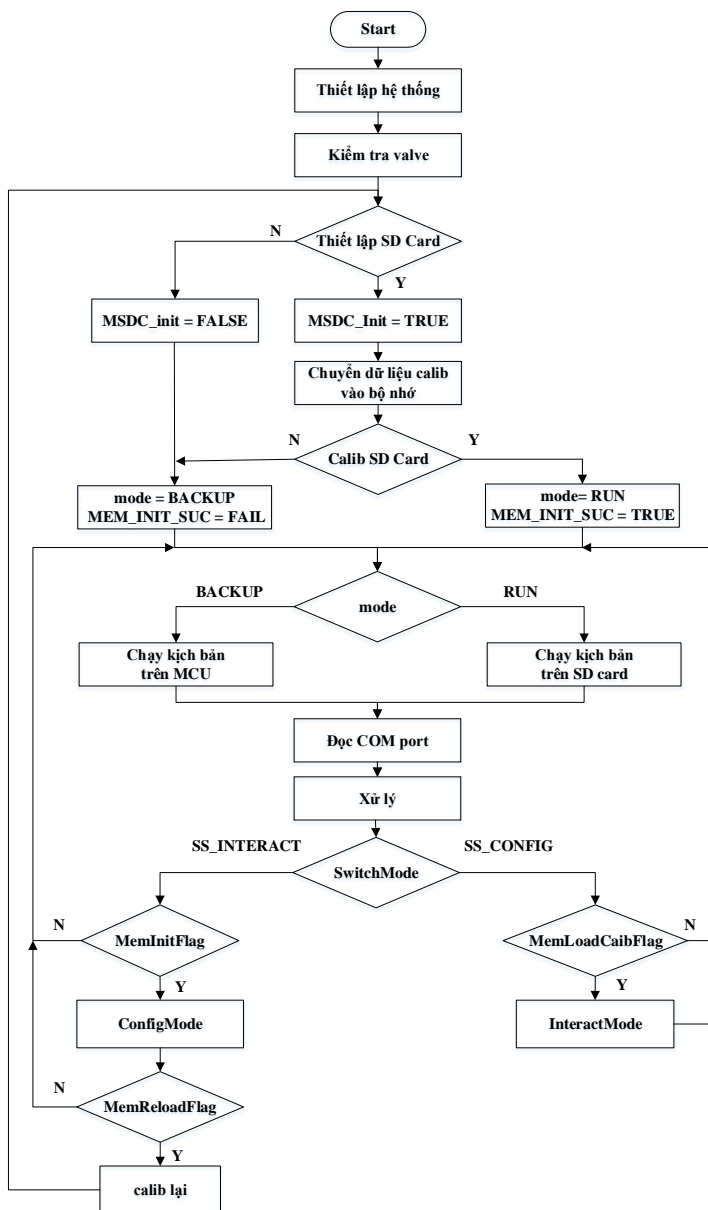 Start
Thiết lập hệ thống
Kiểm tra valve
N
Thiết lập SD Card
Y
MSDC_init = FALSE
MSDC_Init = TRUE
Chuyển dữ liệu calib
vào bộ nhớ
N
Y
Calib SD Card
mode = BACKUP
MEM_INIT_SUC = FAIL
mode= RUN
MEM_INIT_SUC = TRUE
BACKUP
RUN
mode
Chạy kịch bản
trên MCU
Chạy kịch bản
trên SD card
Đọc COM port
Xử lý
SS_INTERACT
SS_CONFIG
SwitchMode
N
MemInitFlag
MemLoadCaibFlag
N
Y
Y
ConfigMode
InteractMode
N
MemReloadFlag
Y
calib lại